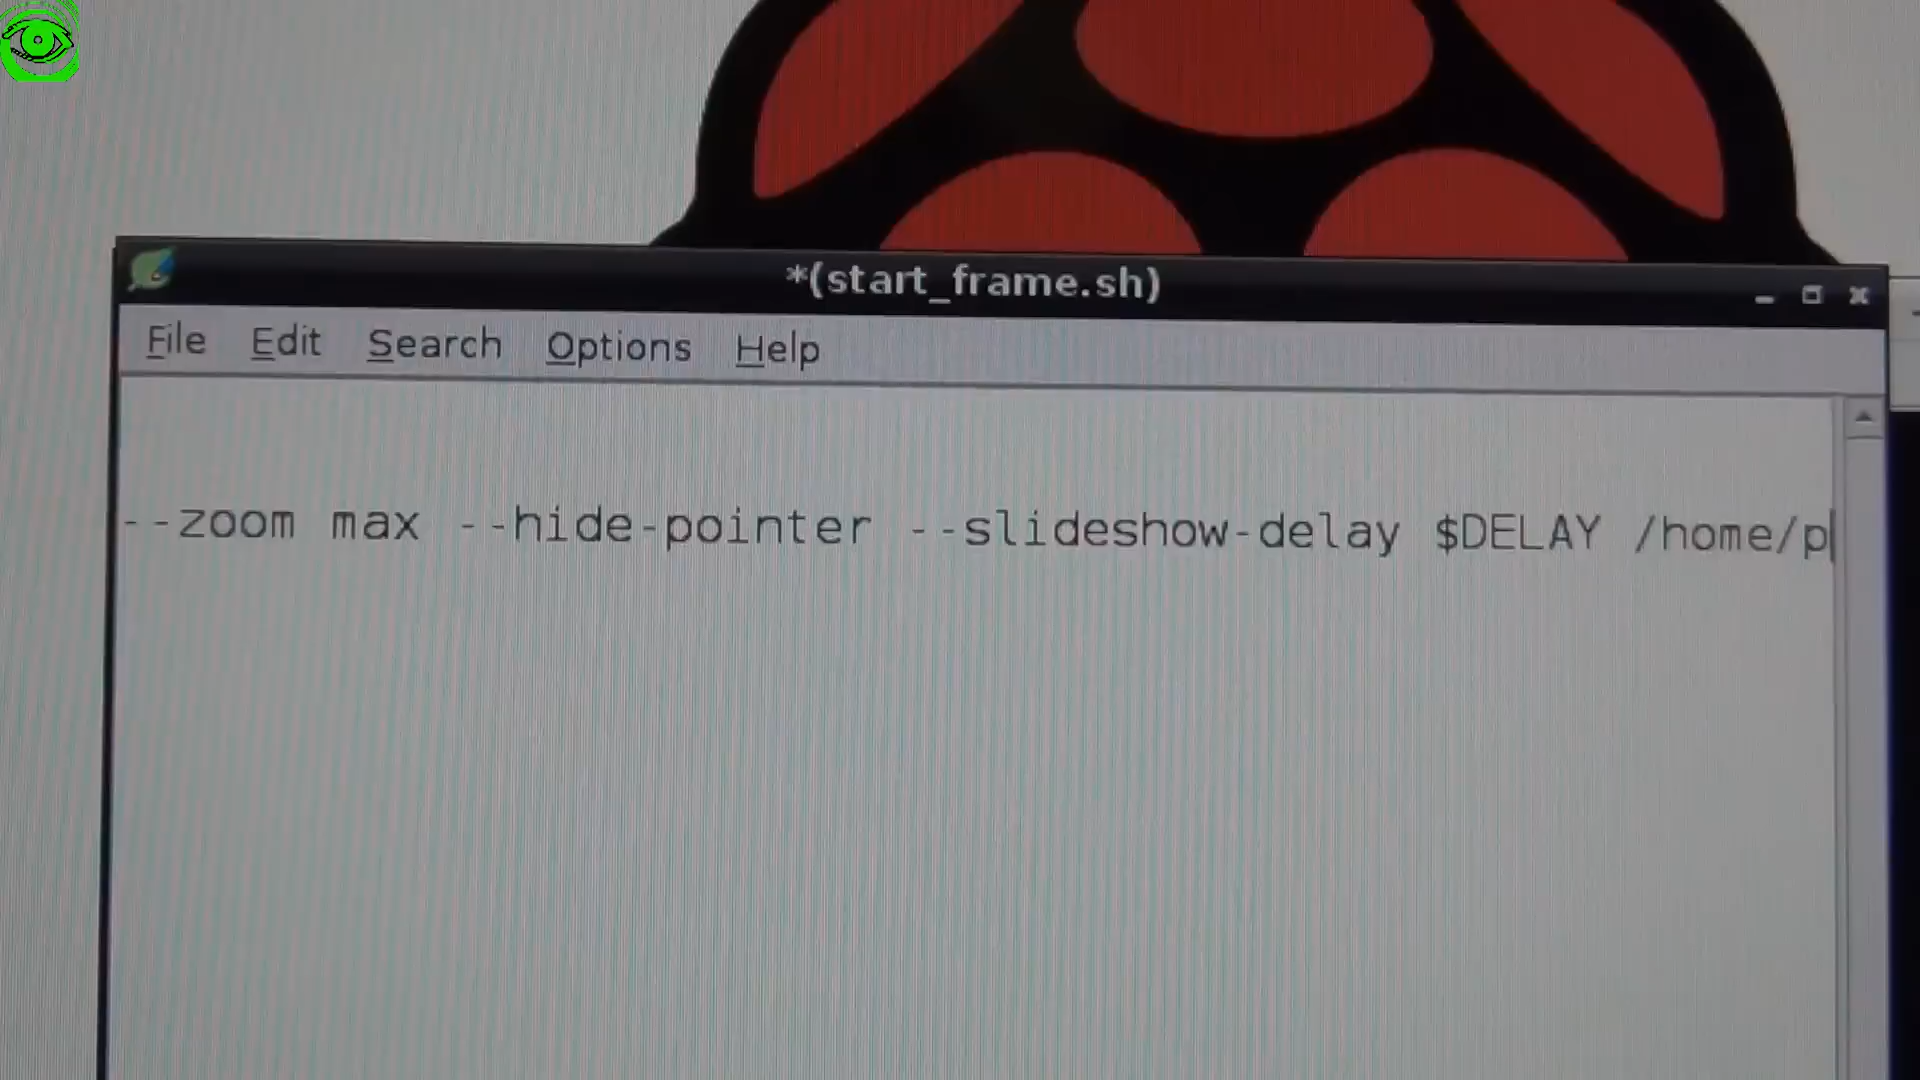 *(start_frame.sh)
File Edit Search Options Help
--zoom max --hide-pointer --slideshow-delay $DELAY /home/p